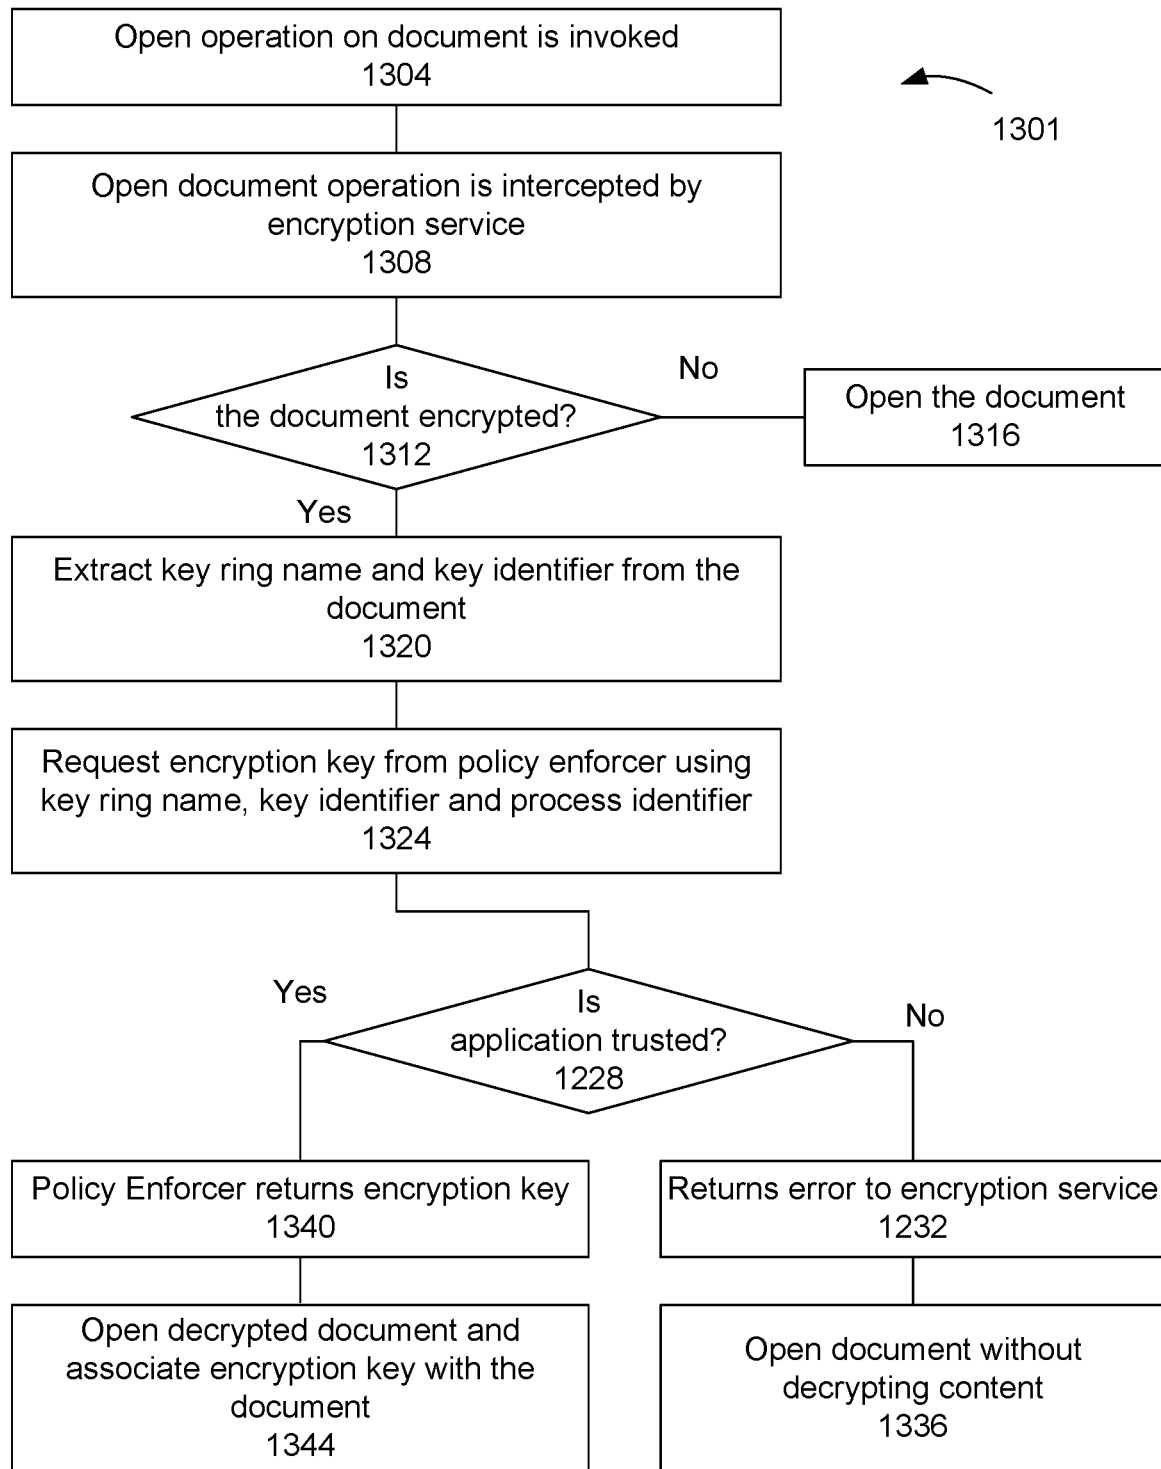 Open operation on document is invoked
1304
1301
Open document operation is intercepted by
encryption service
1308
Is
the document encrypted?
1312
No
Open the document
1316
Yes
Extract key ring name and key identifier from the
document
1320
Request encryption key from policy enforcer using
key ring name, key identifier and process identifier
1324
Is
application trusted?
1228
Yes
No
Policy Enforcer returns encryption key
1340
Returns error to encryption service
1232
Open decrypted document and
associate encryption key with the
document
1344
Open document without
decrypting content
1336